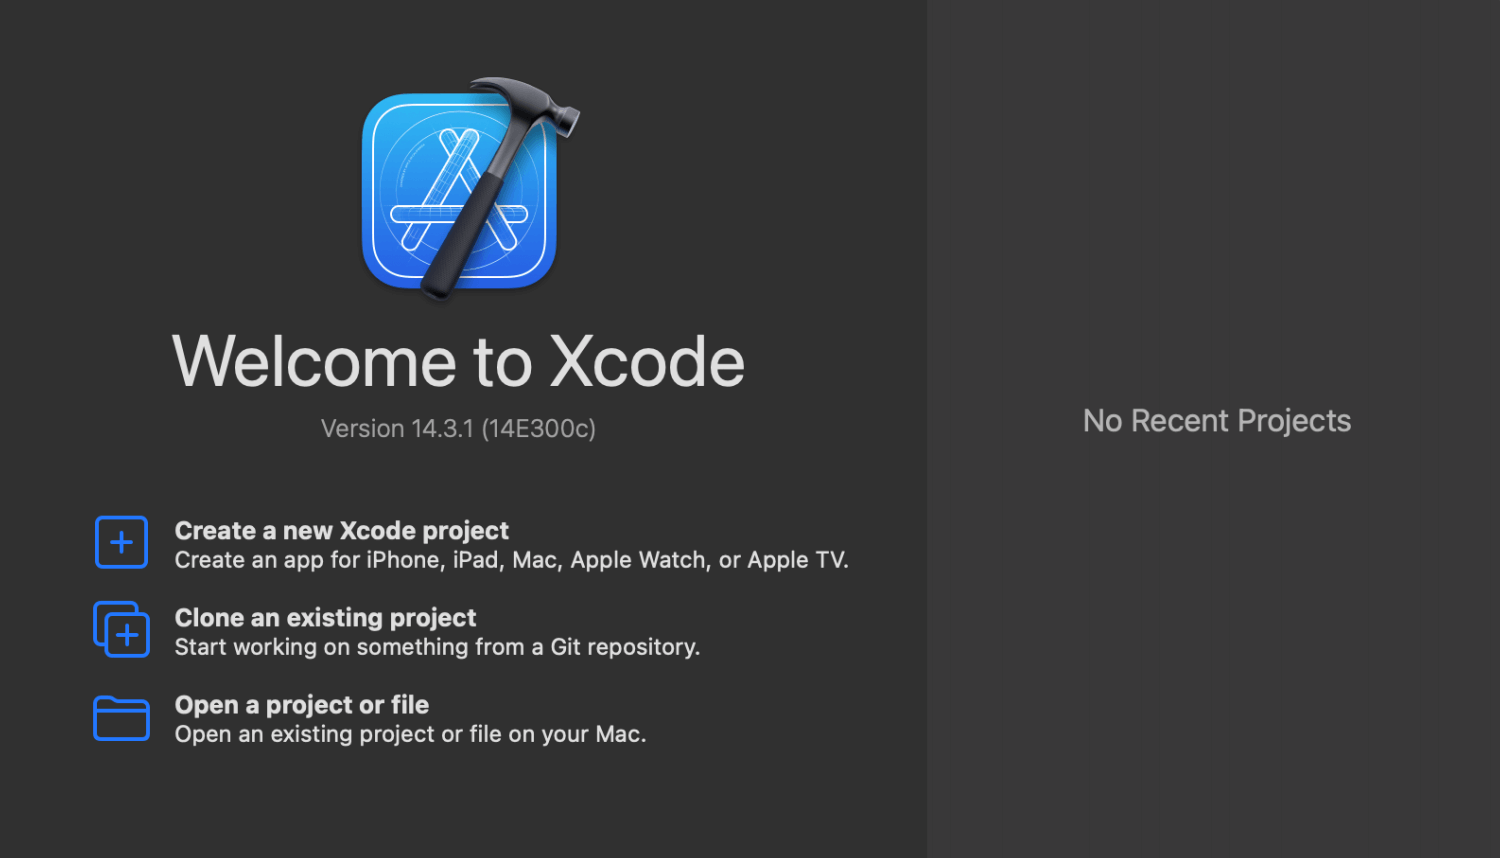 Welcome to Xcode
Version 14.3.1 (14E300c)
Create a new Xcode project
Create an app for iPhone, iPad, Mac, Apple Watch, or Apple TV.
Clone an existing project
Start working on something from a Git repository.
Open a project or file
Open an existing project or file on your Mac.
No Recent Projects